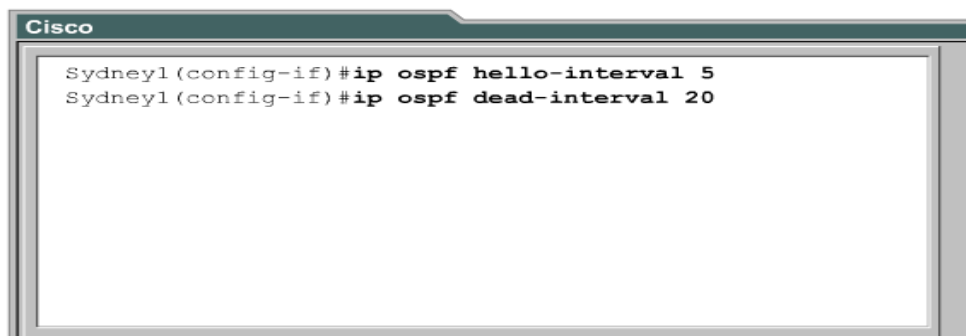 Cisco
Sydney1(config-if)#ip ospf hello-interval 5
Sydney1(config-if)#ip ospf dead-interval 20